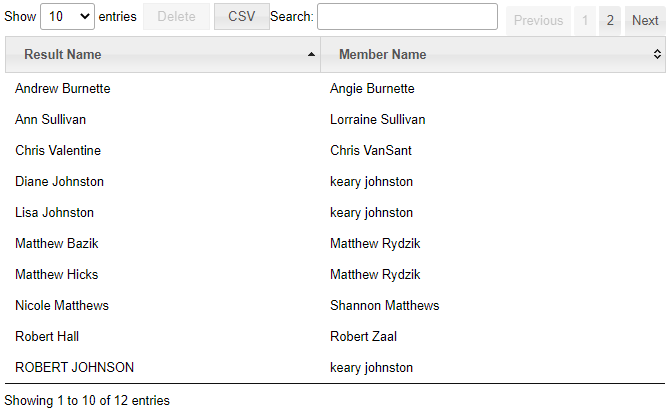 Show 10 entries Delete CSV Search: Previous 1 2 Next
Result Name Member Name
Andrew Burnette Angie Burnette
Ann Sullivan Lorraine Sullivan
Chris Valentine Chris VanSant
Diane Johnston keary johnston
Lisa Johnston keary johnston
Matthew Bazik Matthew Rydzik
Matthew Hicks Matthew Rydzik
Nicole Matthews Shannon Matthews
Robert Hall Robert Zaal
ROBERT JOHNSON keary johnston
Showing 1 to 10 of 12 entries